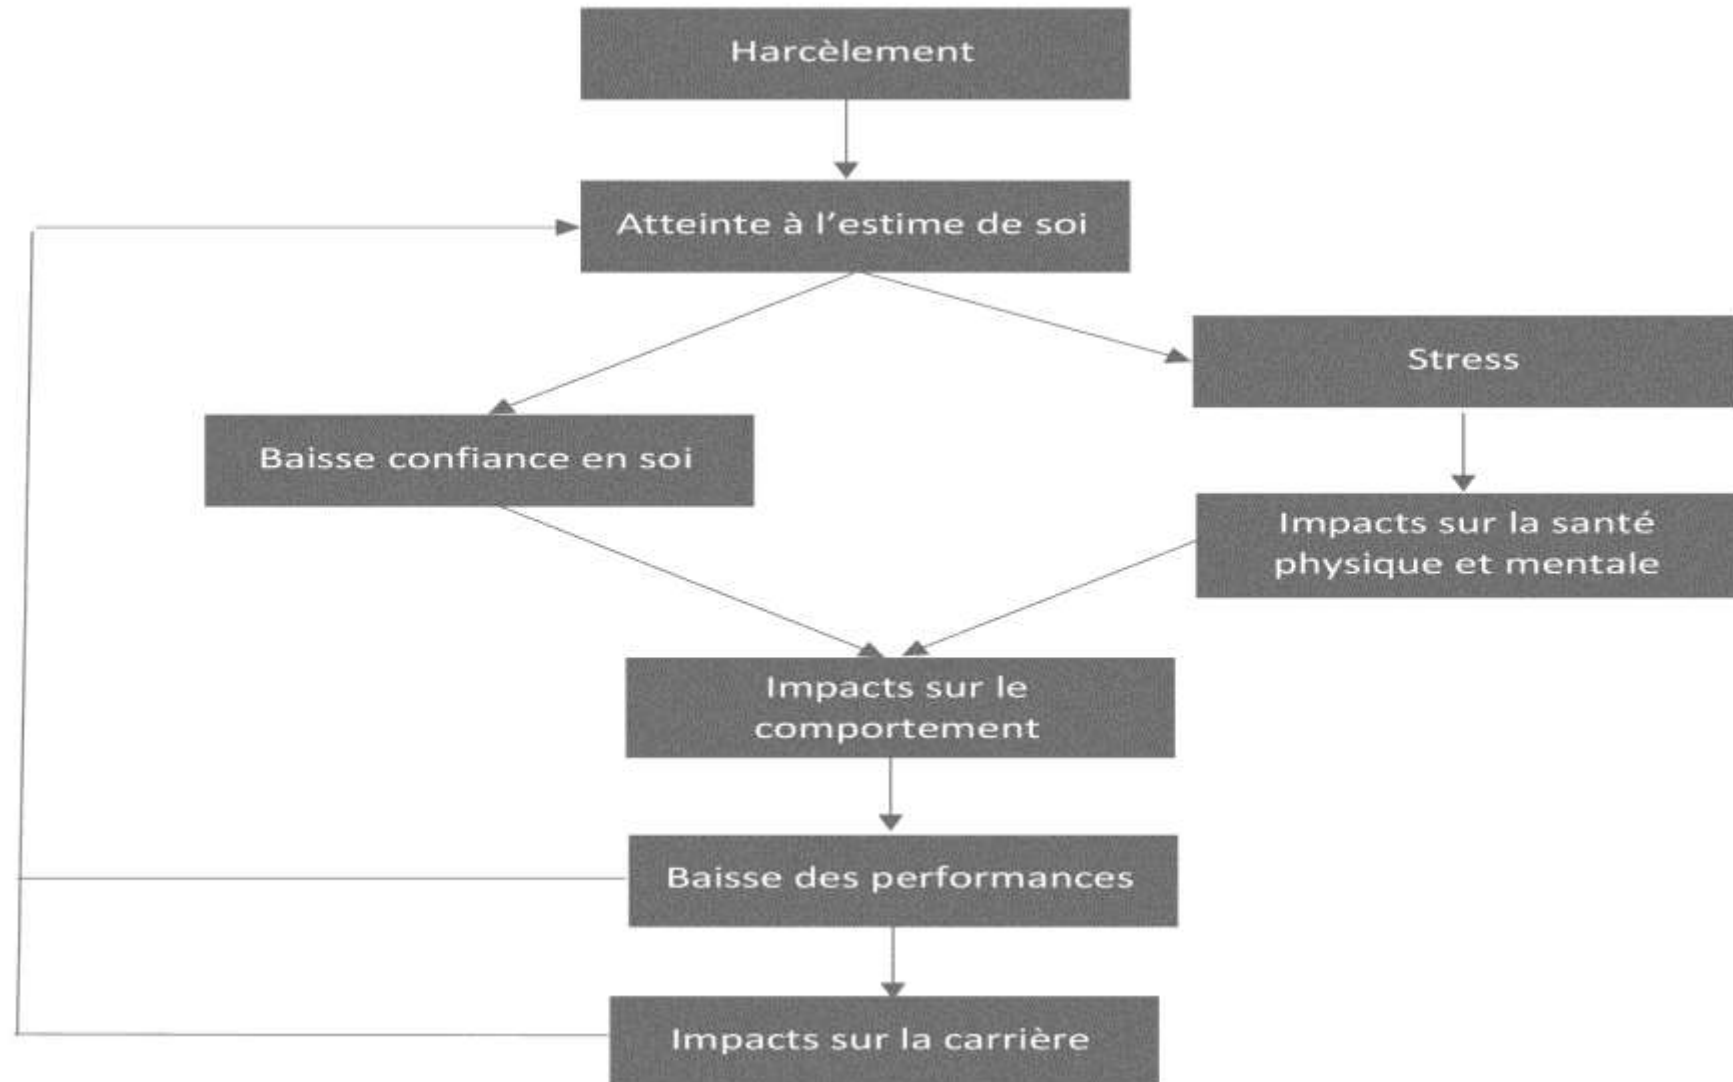 Harcèlement
Atteinte à l’estime de soi
Stress
Baisse confiance en soi
Impacts sur la santé
physique et mentale
Impacts sur le
comportement
Baisse des performances
Impacts sur la carrière